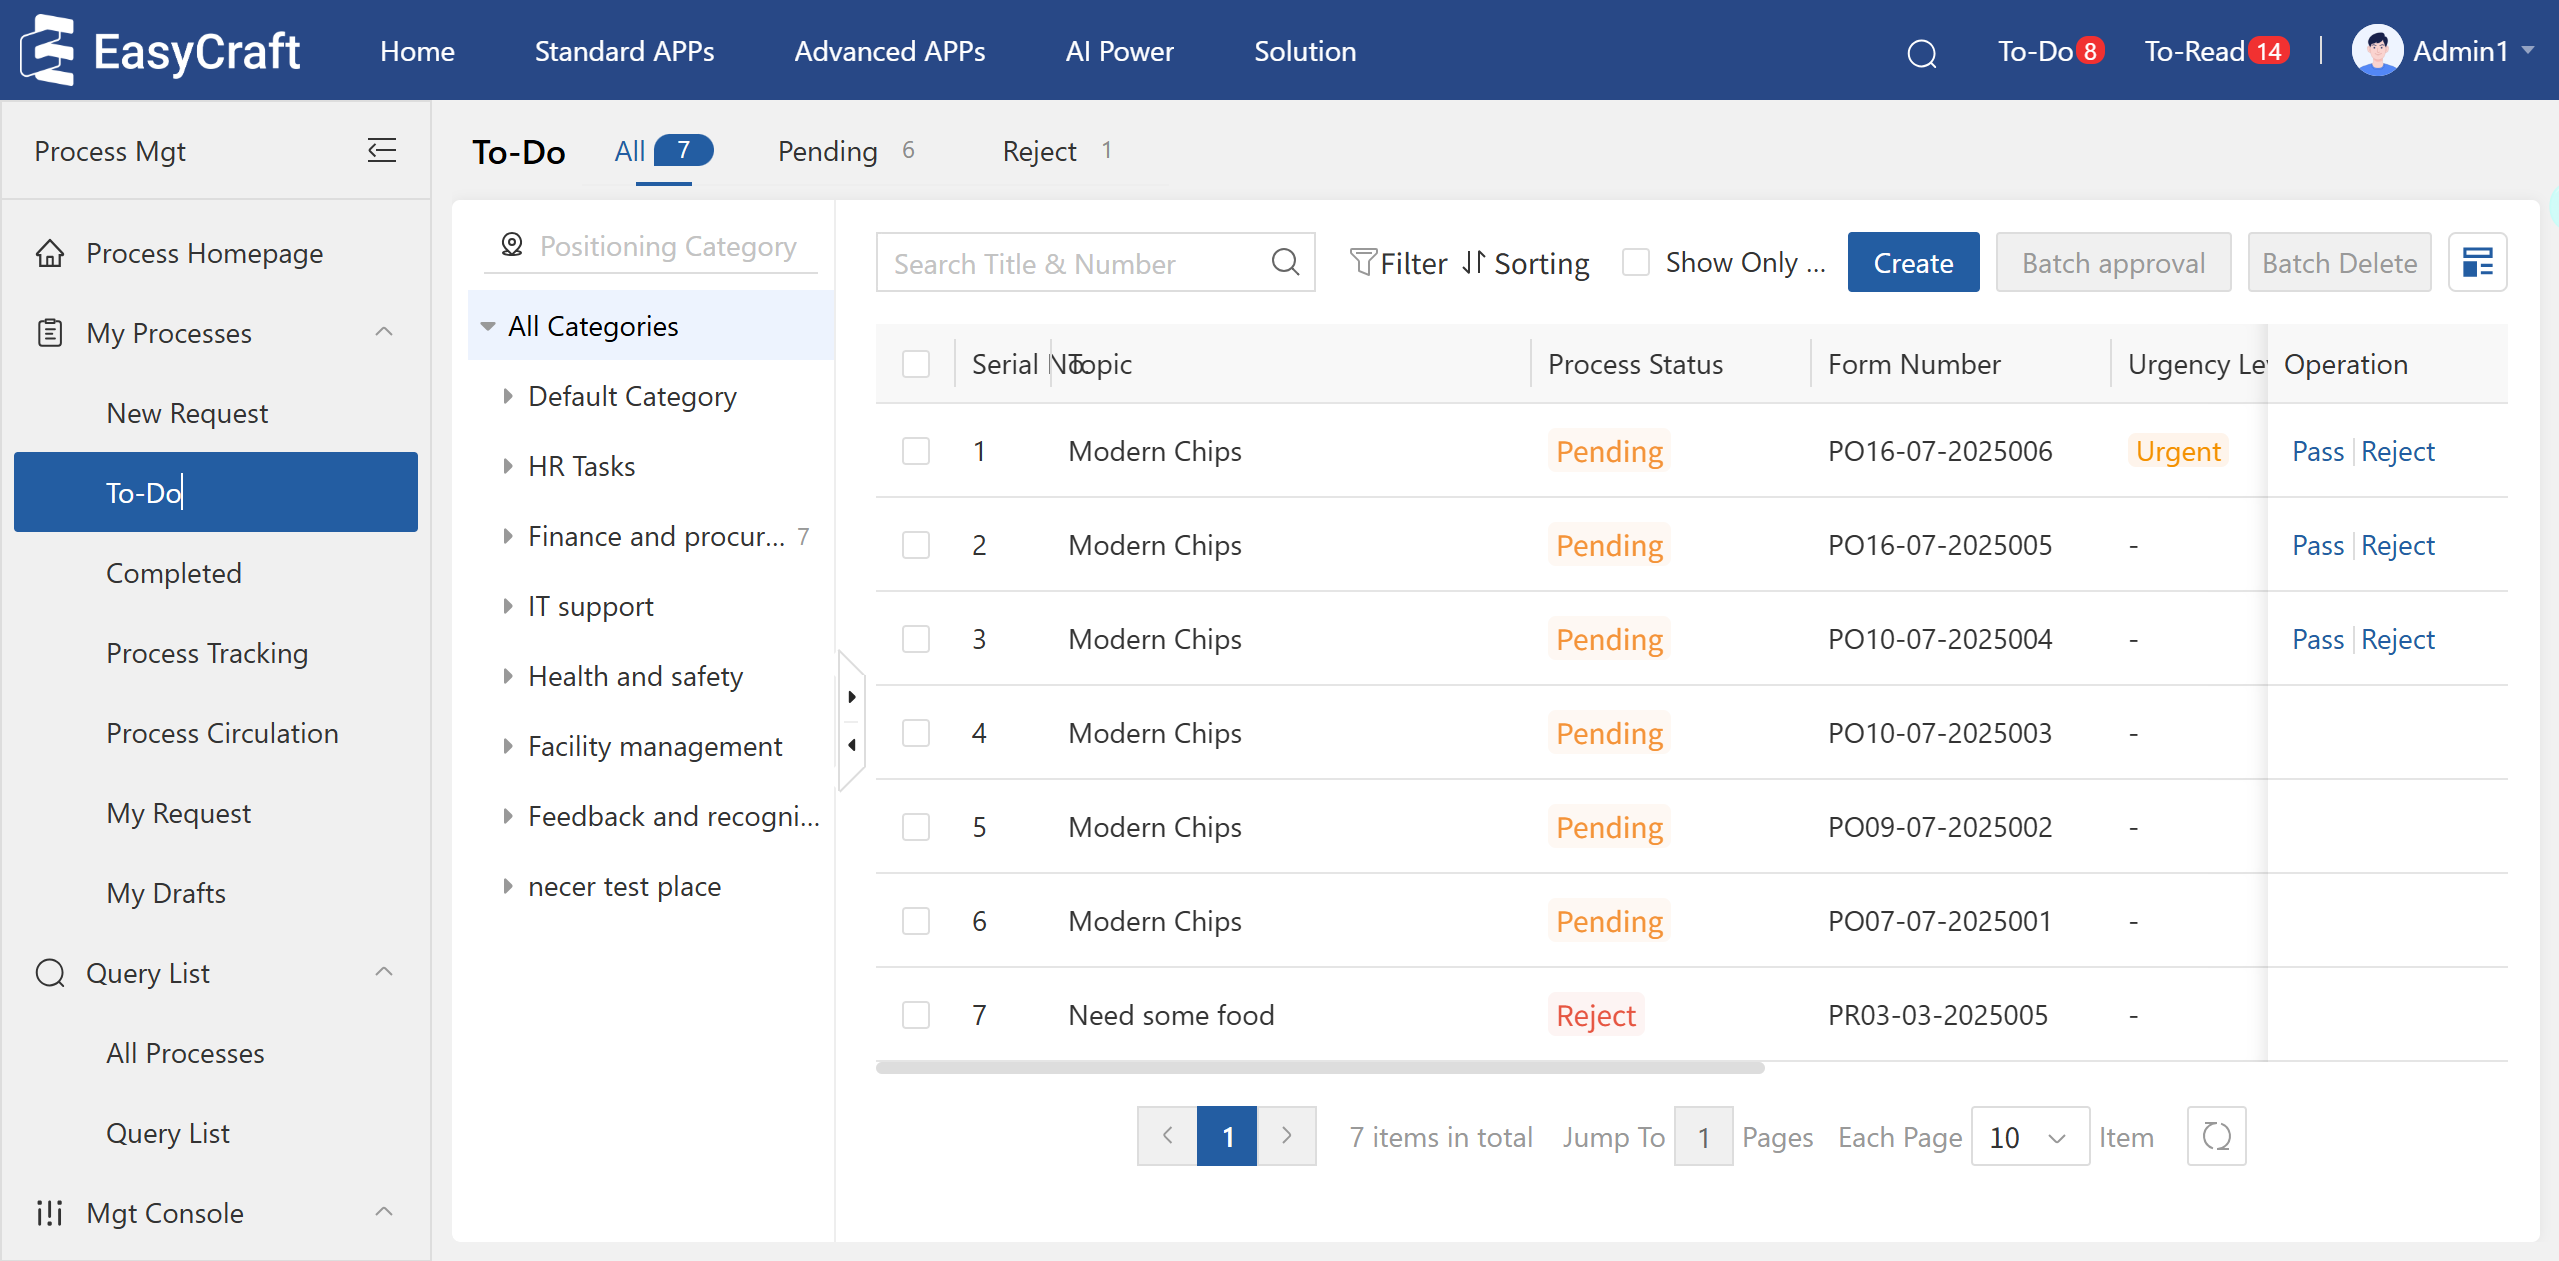 EasyCraft
Home
Standard APPs
Advanced APPs
AI Power
Solution
To-Do 8
To-Read 14
Admin1
Process Mgt
Process Homepage
My Processes
New Request
To-Do
Completed
Process Tracking
Process Circulation
My Request
My Drafts
Query List
All Processes
Query List
Mgt Console
To-Do
All 7
Pending 6
Reject 1
Positioning Category
All Categories
Default Category
HR Tasks
Finance and procur... 7
IT support
Health and safety
Facility management
Feedback and recogni...
necer test place
Search Title & Number
Filter
Sorting
Show Only ...
Create
Batch approval
Batch Delete
Serial No. Topic Process Status Form Number Urgency Lev Operation
1 Modern Chips Pending PO16-07-2025006 Urgent Pass Reject
2 Modern Chips Pending PO16-07-2025005 - Pass Reject
3 Modern Chips Pending PO10-07-2025004 - Pass Reject
4 Modern Chips Pending PO10-07-2025003 -
5 Modern Chips Pending PO09-07-2025002 -
6 Modern Chips Pending PO07-07-2025001 -
7 Need some food Reject PR03-03-2025005 -
1 7 items in total Jump To 1 Pages Each Page 10 Item